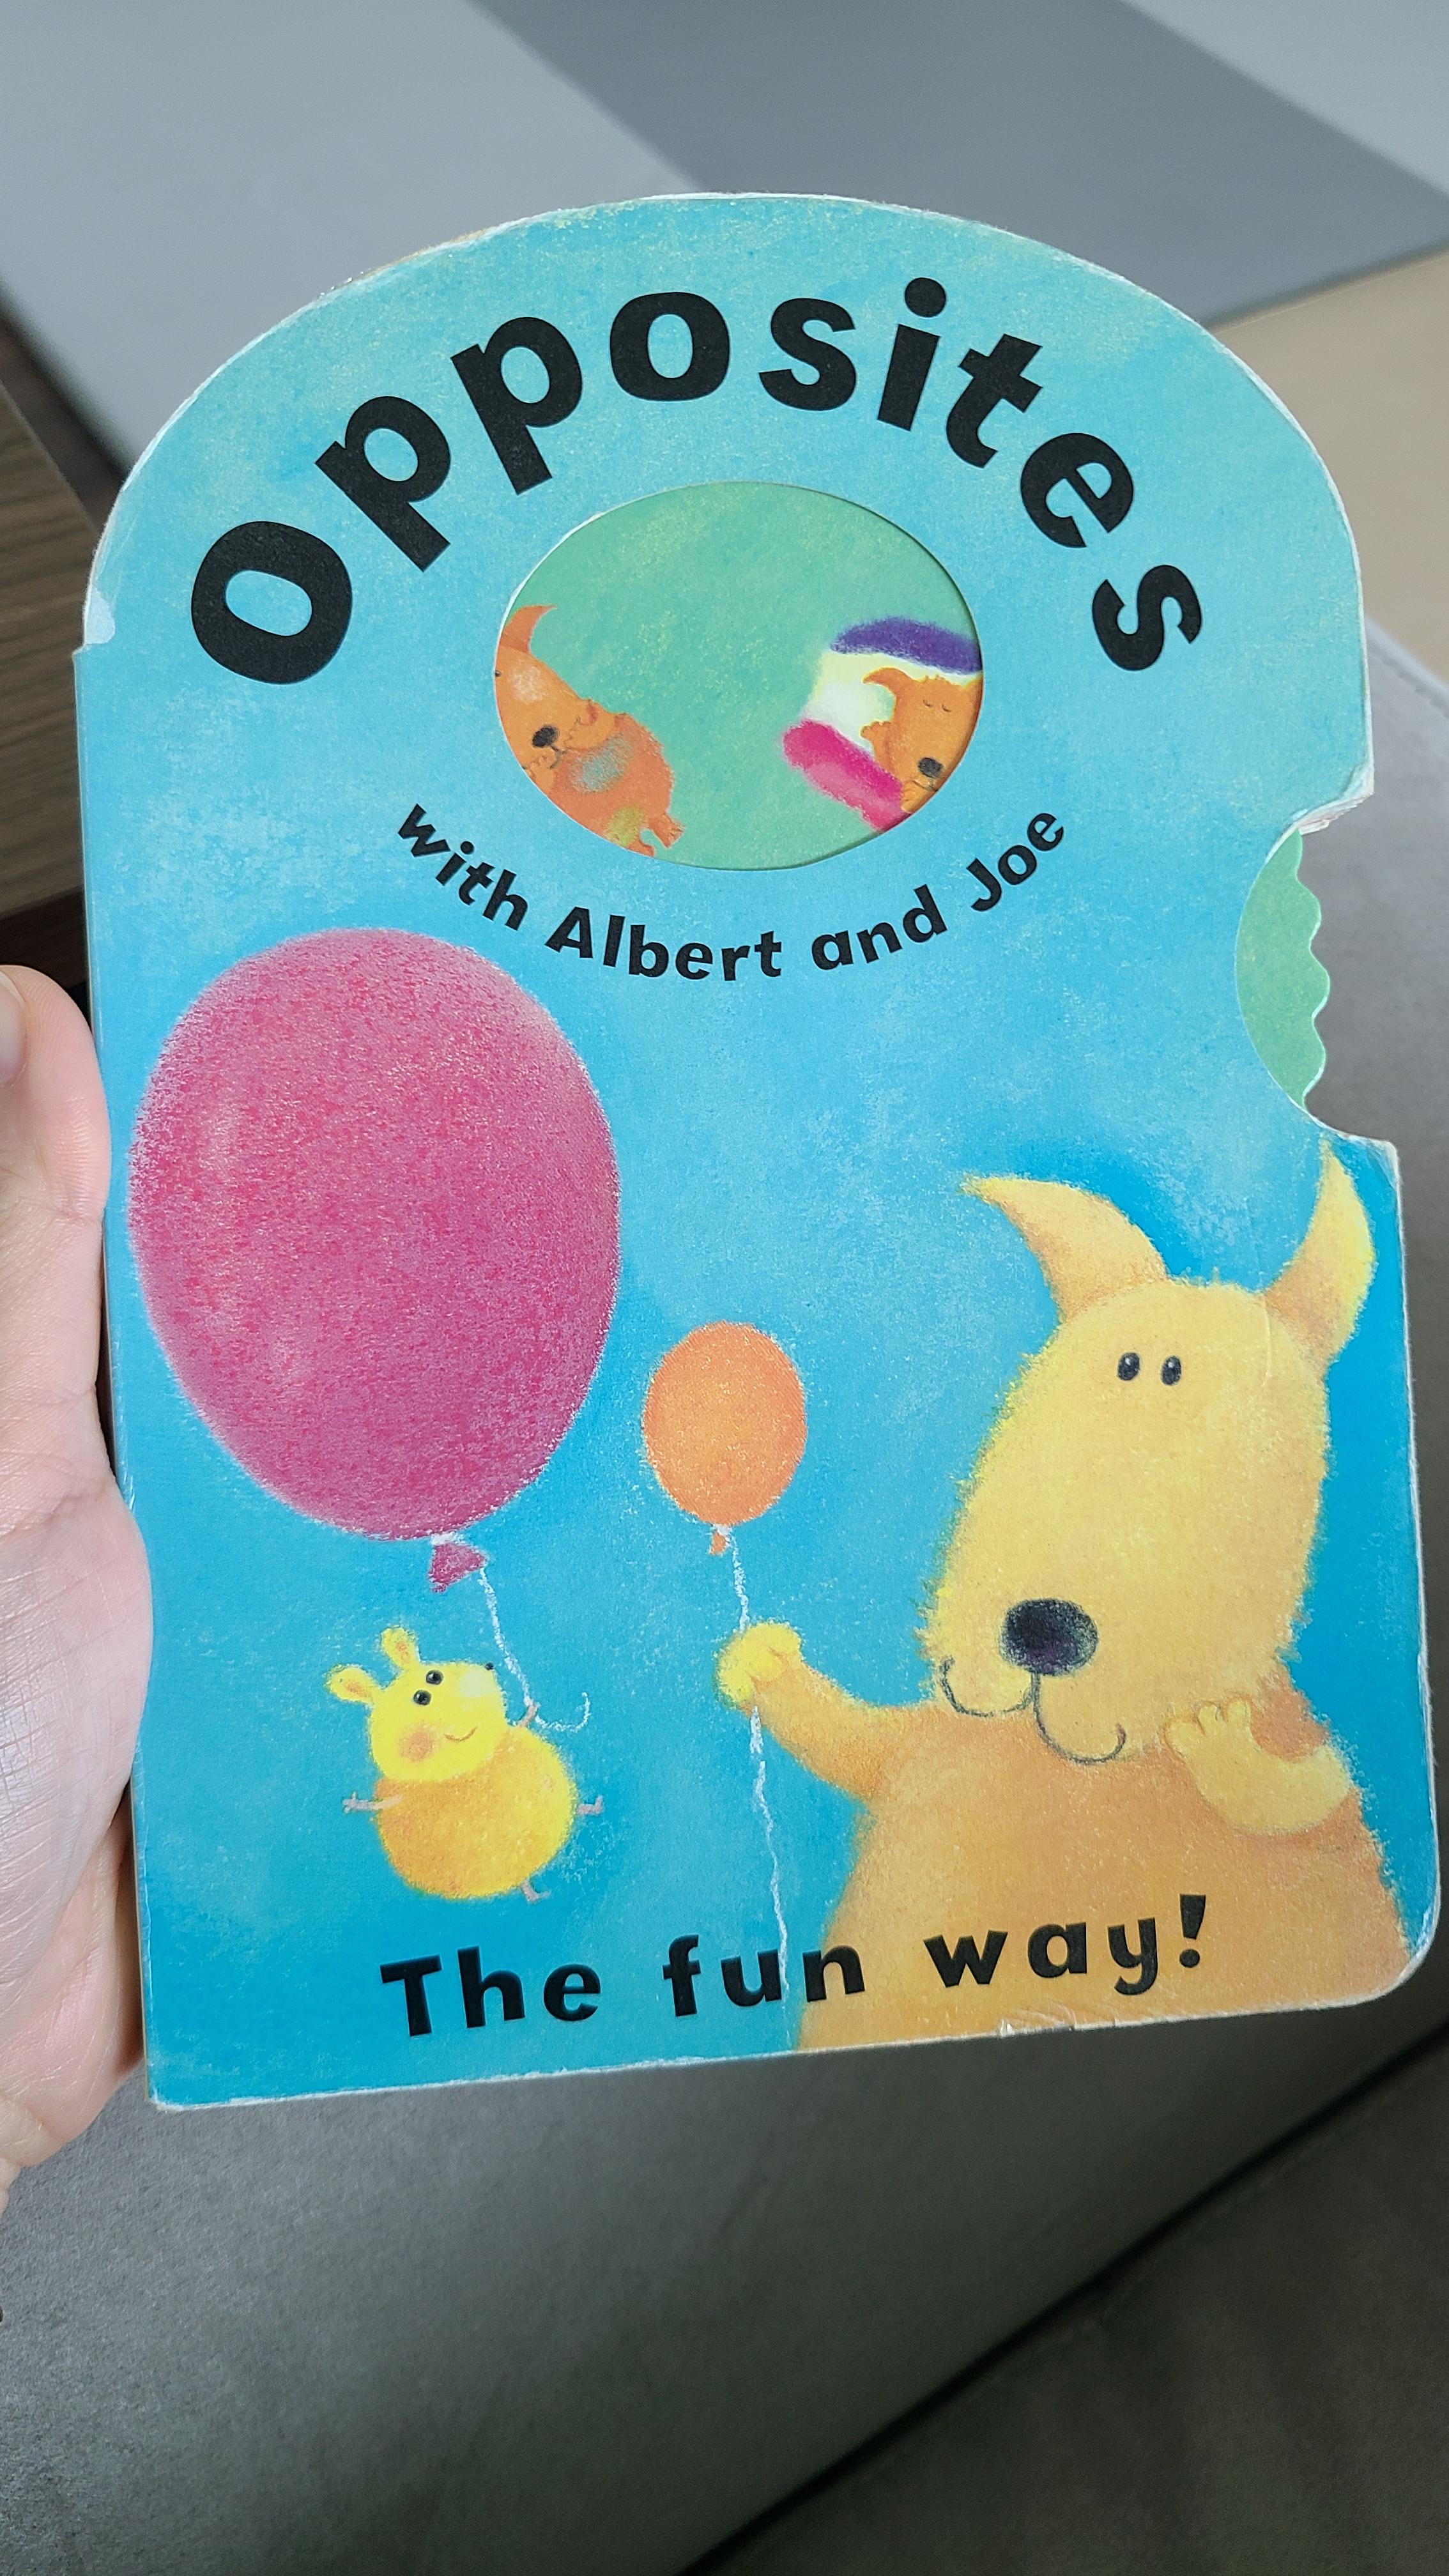 Opposites
with Albert and Joe
The fun way!